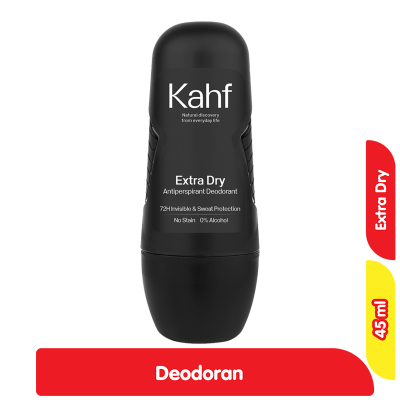 Kahf
Natural discovery
from everyday life
Extra Dry
Antiperspirant Deodorant
72H Invisible & Sweat Protection
No Stain 0% Alcohol
Extra Dry
45 ml
Deodoran